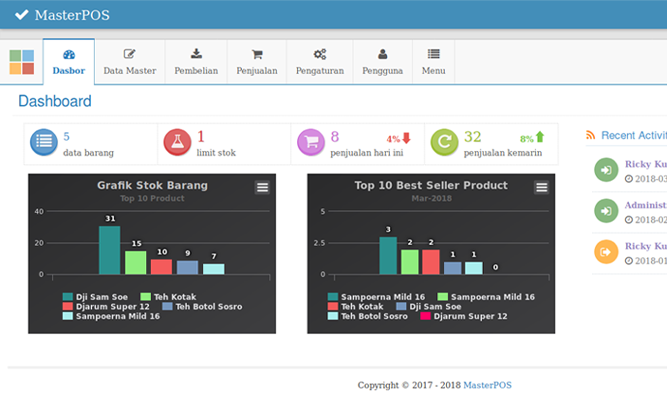 MasterPOS
Dasbor
Data Master
Pembelian
Penjualan
Pengaturan
Pengguna
Menu
Dashboard
5
data barang
1
limit stok
8
4%
penjualan hari ini
32
8%
penjualan kemarin
Recent Activit
Ricky Ku
2018-03
Administ
2018-02
Ricky Ku
2018-01
Grafik Stok Barang
Top 10 Product
40
20
0
31
15
10
9
7
Dji Sam Soe
Teh Kotak
Djarum Super 12
Teh Botol Sosro
Sampoerna Mild 16
Top 10 Best Seller Product
Mar-2018
5
2.5
0
3
2
2
1
1
0
Sampoerna Mild 16
Sampoerna Mild 16
Teh Kotak
Dji Sam Soe
Teh Botol Sosro
Djarum Super 12
Copyright © 2017 - 2018 MasterPOS